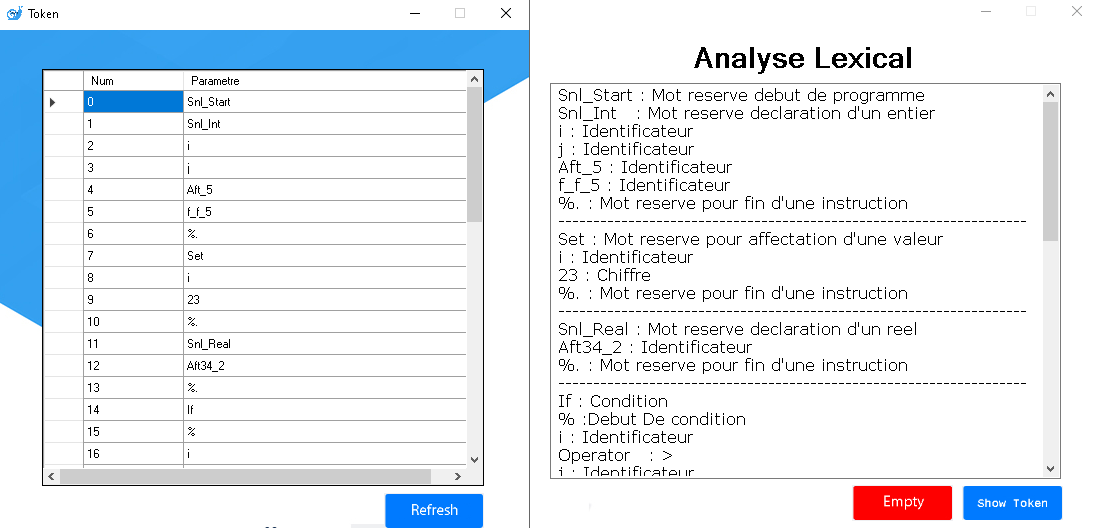 Token
Num Parametre
0 Snl_Start
1 Snl_Int
2 i
3 j
4 Aft_5
5 f_f_5
6 %.
7 Set
8 i
9 23
10 %.
11 Snl_Real
12 Aft34_2
13 %.
14 If
15 %
16 i
Refresh
Analyse Lexical
Snl_Start : Mot reserve debut de programme
Snl_Int : Mot reserve declaration d'un entier
i : Identificateur
j : Identificateur
Aft_5 : Identificateur
f_f_5 : Identificateur
%. : Mot reserve pour fin d'une instruction
Set : Mot reserve pour affectation d'une valeur
i : Identificateur
23 : Chiffre
%. : Mot reserve pour fin d'une instruction
Snl_Real : Mot reserve declaration d'un reel
Aft34_2 : Identificateur
%. : Mot reserve pour fin d'une instruction
If : Condition
% :Debut De condition
i : Identificateur
Operator : >
: Identificateur
Empty
Show Token